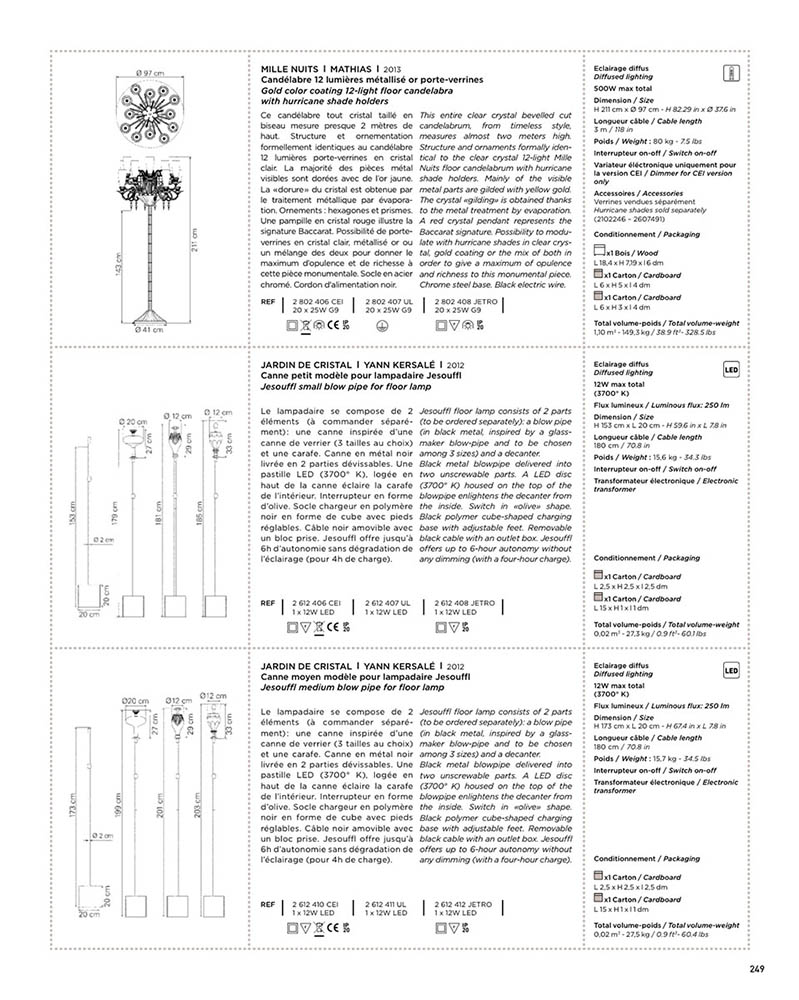 MILLE NUITS I MATHIAS I 2013
Candélabre 12 lumières métallisé or porte-verrines
Gold color coating 12-light floor candelabra
with hurricane shade holders
Ce candélabre tout cristal taillé en
biseau mesure presque 2 mètres de
haut. Structure et ornementation
formellement identiques au candélabre
12 lumières porte-verrines en cristal
clair. La majorité des pièces métal
visibles sont dorées avec de l'or jaune.
La «dorure» du cristal est obtenue par
le traitement métallique par évapora-
tion. Ornements : hexagones et prismes.
Une pampille en cristal rouge illustre la
signature Baccarat. Possibilité de porte-
verrines en cristal clair, métallisé or ou
un mélange des deux pour donner le
maximum d'opulence et de richesse à
cette pièce monumentale. Socle en acier
chromé. Cordon d'alimentation noir.
This entire clear crystal bevelled cut
candelabrum, from timeless style,
measures almost two meters high.
Structure and ornaments formally iden-
tical to the clear crystal 12-light Mille
Nuits floor candelabrum with hurricane
shade holders. Mainly of the visible
metal parts are gilded with yellow gold.
The crystal «gilding» is obtained thanks
to the metal treatment by evaporation.
A red crystal pendant represents the
Baccarat signature. Possibility to modu-
late with hurricane shades in clear crys-
tal, gold coating or the mix of both in
order to give a maximum of opulence
and richness to this monumental piece.
Chrome steel base. Black electric wire.
REF
2 802 406 CEI
20 x 25W G9
2 802 407 UL
20 x 25W G9
2 802 408 JETRO
20 x 25W G9
Eclairage diffus
Diffused lighting
500W max total
Dimension / Size
H 211 cm x Ø 97 cm - H 82.29 in x Ø 37.6 in
Longueur câble / Cable length
3 m / 118 in
Poids / Weight : 80 kg - 7.5 lbs
Interrupteur on-off / Switch on-off
Variateur éléctronique uniquement pour
la version CEI / Dimmer for CEI version
only
Accessoires / Accessories
Verrines vendues séparément
Hurricane shades sold separately
(2102246 – 2607491)
Conditionnement / Packaging
x1 Bois / Wood
L 18,4 x H 7,19 x l 6 dm
x1 Carton / Cardboard
L 6 x H 5 x l 4 dm
x1 Carton / Cardboard
L 6 x H 3 x l 4 dm
Total volume-poids / Total volume-weight
1,10 m³ - 149,3 kg / 38.9 ft³- 328.5 lbs
Ø 97 cm
143 cm
211 cm
Ø 41 cm
JARDIN DE CRISTAL I YANN KERSALÉ I 2012
Canne petit modèle pour lampadaire Jesouffl
Jesouffl small blow pipe for floor lamp
Le lampadaire se compose de 2
éléments (à commander séparé-
ment): une canne inspirée d'une
canne de verrier (3 tailles au choix)
et une carafe. Canne en métal noir
livrée en 2 parties dévissables. Une
pastille LED (3700° K), logée en
haut de la canne éclaire la carafe
de l'intérieur. Interrupteur en forme
d'olive. Socle chargeur en polymère
noir en forme de cube avec pieds
réglables. Câble noir amovible avec
un bloc prise. Jesouffl offre jusqu'à
6h d'autonomie sans dégradation de
l'éclairage (pour 4h de charge).
Jesouffl floor lamp consists of 2 parts
(to be ordered separately): a blow pipe
(in black metal, inspired by a glass-
maker blow-pipe and to be chosen
among 3 sizes) and a decanter.
Black metal blowpipe delivered into
two unscrewable parts. A LED disc
(3700° K) housed on the top of the
blowpipe enlightens the decanter from
the inside. Switch in «olive» shape.
Black polymer cube-shaped charging
base with adjustable feet. Removable
black cable with an outlet box. Jesouffl
offers up to 6-hour autonomy without
any dimming (with a four-hour charge).
REF
2 612 406 CEI
1 x 12W LED
2 612 407 UL
1 x 12W LED
2 612 408 JETRO
1 x 12W LED
Eclairage diffus
Diffused lighting
LED
12W max total
(3700° K)
Flux lumineux / Luminous flux: 250 lm
Dimension / Size
H 153 cm x L 20 cm - H 59.6 in x L 7.8 in
Longueur câble / Cable length
180 cm / 70.8 in
Poids / Weight : 15,6 kg - 34.3 lbs
Interrupteur on-off / Switch on-off
Transformateur électronique / Electronic
transformer
Conditionnement / Packaging
x1 Carton / Cardboard
L 2,5 x H 2,5 x l 2,5 dm
x1 Carton / Cardboard
L 15 x H 1 x l 1 dm
Total volume-poids / Total volume-weight
0,02 m³ - 27,3 kg / 0.9 ft³- 60.1 lbs
Ø 20 cm
Ø 12 cm
Ø 12 cm
27 cm
29 cm
33 cm
153 cm
179 cm
181 cm
185 cm
Ø 2 cm
20 cm
20 cm
JARDIN DE CRISTAL I YANN KERSALÉ I 2012
Canne moyen modèle pour lampadaire Jesouffl
Jesouffl medium blow pipe for floor lamp
Le lampadaire se compose de 2
éléments (à commander séparé-
ment): une canne inspirée d'une
canne de verrier (3 tailles au choix)
et une carafe. Canne en métal noir
livrée en 2 parties dévissables. Une
pastille LED (3700° K), logée en
haut de la canne éclaire la carafe
de l'intérieur. Interrupteur en forme
d'olive. Socle chargeur en polymère
noir en forme de cube avec pieds
réglables. Câble noir amovible avec
un bloc prise. Jesouffl offre jusqu'à
6h d'autonomie sans dégradation de
l'éclairage (pour 4h de charge).
Jesouffl floor lamp consists of 2 parts
(to be ordered separately): a blow pipe
(in black metal, inspired by a glass-
maker blow-pipe and to be chosen
among 3 sizes) and a decanter.
Black metal blowpipe delivered into
two unscrewable parts. A LED disc
(3700° K) housed on the top of the
blowpipe enlightens the decanter from
the inside. Switch in «olive» shape.
Black polymer cube-shaped charging
base with adjustable feet. Removable
black cable with an outlet box. Jesouffl
offers up to 6-hour autonomy without
any dimming (with a four-hour charge).
REF
2 612 410 CEI
1 x 12W LED
2 612 411 UL
1 x 12W LED
2 612 412 JETRO
1 x 12W LED
Eclairage diffus
Diffused lighting
LED
12W max total
(3700° K)
Flux lumineux / Luminous flux: 250 lm
Dimension / Size
H 173 cm x L 20 cm - H 67.4 in x L 7.8 in
Longueur câble / Cable length
180 cm / 70.8 in
Poids / Weight : 15,7 kg - 34.5 lbs
Interrupteur on-off / Switch on-off
Transformateur électronique / Electronic
transformer
Conditionnement / Packaging
x1 Carton / Cardboard
L 2,5 x H 2,5 x l 2,5 dm
x1 Carton / Cardboard
L 15 x H 1 x l 1 dm
Total volume-poids / Total volume-weight
0,02 m³ - 27,5 kg / 0.9 ft³- 60.4 lbs
Ø20 cm
Ø12 cm
Ø12 cm
27 cm
29 cm
33 cm
173 cm
199 cm
201 cm
203 cm
Ø 2 cm
20 cm
20 cm
249